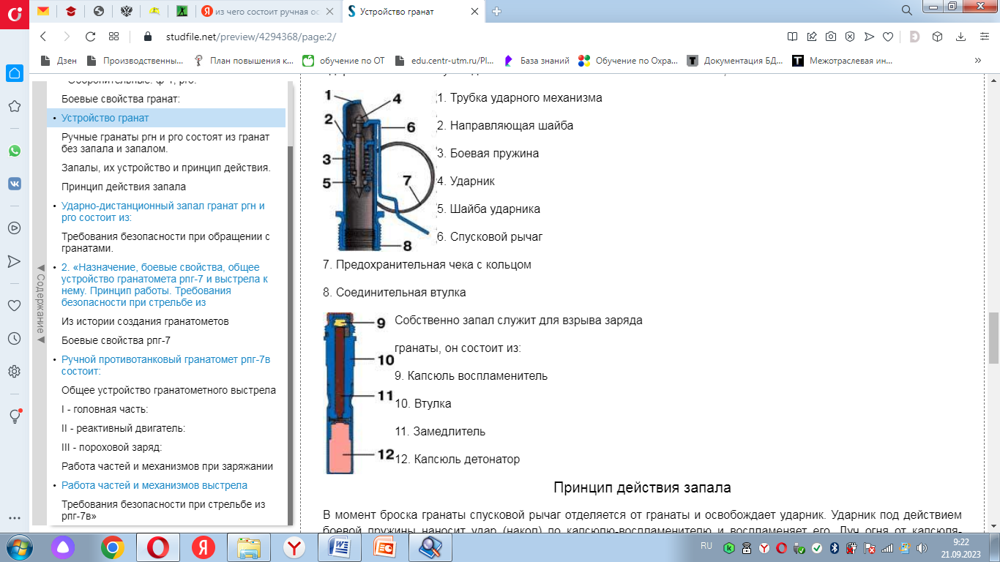 из чего состоит ручная ос
Устройство гранат
studfile.net/preview/4294368/page:2/
Дзен
Производственны...
План повышения к...
обучение по ОТ
edu.centr-utm.ru/Pl...
База знаний
Обучение по Охра...
Документация БД...
Межотраслевая ин...
Боевые свойства гранат:
• Устройство гранат
Ручные гранаты ргн и рго состоят из гранат
без запала и запалом.
Запалы, их устройство и принцип действия.
Принцип действия запала
• Ударно-дистанционный запал гранат ргн и
рго состоит из:
Требования безопасности при обращении с
гранатами.
• 2. «Назначение, боевые свойства, общее
устройство гранатомета рпг-7 и выстрела к
нему. Принцип работы. Требования
безопасности при стрельбе из
Из истории создания гранатометов
Боевые свойства рпг-7
• Ручной противотанковый гранатомет рпг-7в
состоит:
Общее устройство гранатометного выстрела
I - головная часть:
II - реактивный двигатель:
III - пороховой заряд:
Работа частей и механизмов при заряжании
• Работа частей и механизмов выстрела
Требования безопасности при стрельбе из
рпг-7в»
◀ Содержание ◀
1
4
2
6
3
5
7
8
1. Трубка ударного механизма
2. Направляющая шайба
3. Боевая пружина
4. Ударник
5. Шайба ударника
6. Спусковой рычаг
7. Предохранительная чека с кольцом
8. Соединительная втулка
9
10
11
12
Собственно запал служит для взрыва заряда
гранаты, он состоит из:
9. Капсюль воспламенитель
10. Втулка
11. Замедлитель
12. Капсюль детонатор
Принцип действия запала
В момент броска гранаты спусковой рычаг отделяется от гранаты и освобождает ударник. Ударник под действием
боевой пружины наносит удар (накол) по капсюлю-воспламенителю и воспламеняет его. Луч огня от капсюля-
RU
9:22
21.09.2023